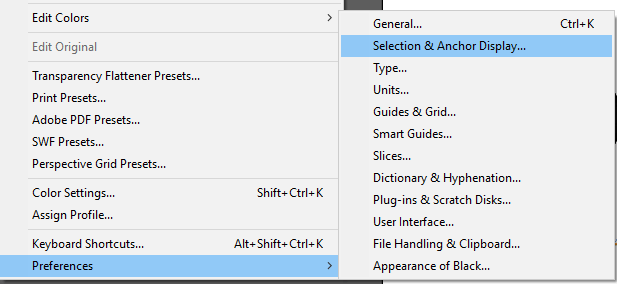 Edit Colors >
Edit Original
Transparency Flattener Presets...
Print Presets...
Adobe PDF Presets...
SWF Presets...
Perspective Grid Presets...
Color Settings... Shift+Ctrl+K
Assign Profile...
Keyboard Shortcuts... Alt+Shift+Ctrl+K
Preferences >
General... Ctrl+K
Selection & Anchor Display...
Type...
Units...
Guides & Grid...
Smart Guides...
Slices...
Dictionary & Hyphenation...
Plug-ins & Scratch Disks...
User Interface...
File Handling & Clipboard...
Appearance of Black...